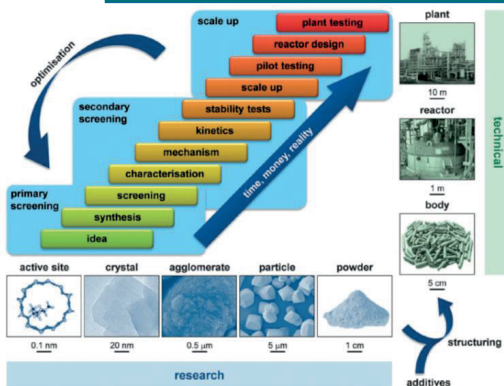 scale up
plant testing
reactor design
pilot testing
scale up
optimisation
secondary
screening
stability tests
kinetics
mechanism
characterisation
primary
screening
screening
synthesis
idea
time, money, reality
plant
10 m
reactor
1 m
body
5 cm
technical
active site
crystal
agglomerate
particle
powder
0.1 nm
20 nm
0.5 μm
5 μm
1 cm
structuring
additives
research